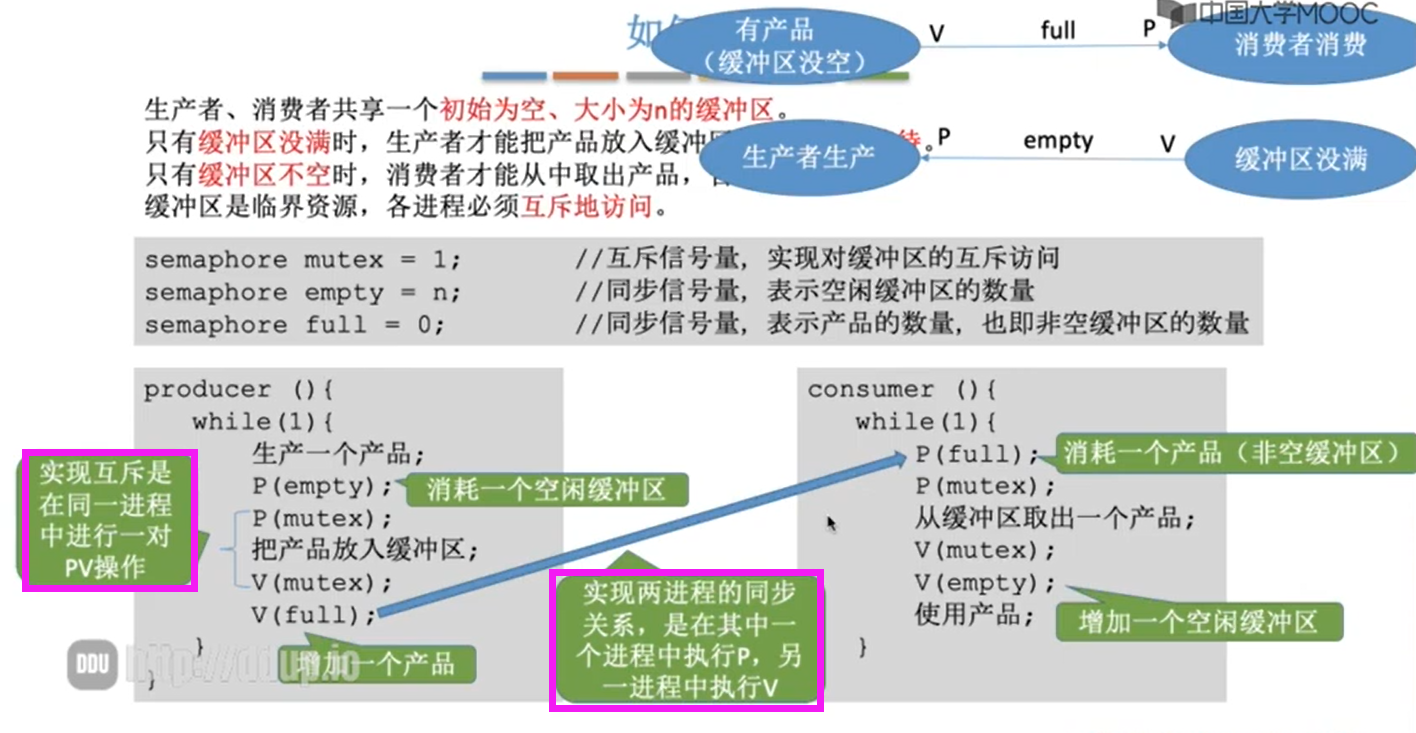 中国大学MOOC
如
有产品
（缓冲区没空）
V full P
消费者消费
生产者、消费者共享一个初始为空、大小为n的缓冲区。
只有缓冲区没满时，生产者才能把产品放入缓冲区 待。
只有缓冲区不空时，消费者才能从中取出产品，
缓冲区是临界资源，各进程必须互斥地访问。
生产者生产
P empty V
缓冲区没满
semaphore mutex = 1; //互斥信号量，实现对缓冲区的互斥访问
semaphore empty = n; //同步信号量，表示空闲缓冲区的数量
semaphore full = 0; //同步信号量，表示产品的数量，也即非空缓冲区的数量
producer (){
while(1){
生产一个产品;
P(empty);
P(mutex);
把产品放入缓冲区;
V(mutex);
V(full);
}
}
消耗一个空闲缓冲区
增加一个产品
实现互斥是
在同一进程
中进行一对
PV操作
实现两进程的同步
关系，是在其中一
个进程中执行P，另
一进程中执行V
consumer (){
while(1){
P(full);
P(mutex);
从缓冲区取出一个产品;
V(mutex);
V(empty);
使用产品;
}
消耗一个产品（非空缓冲区）
增加一个空闲缓冲区
DDU http://ddup.io